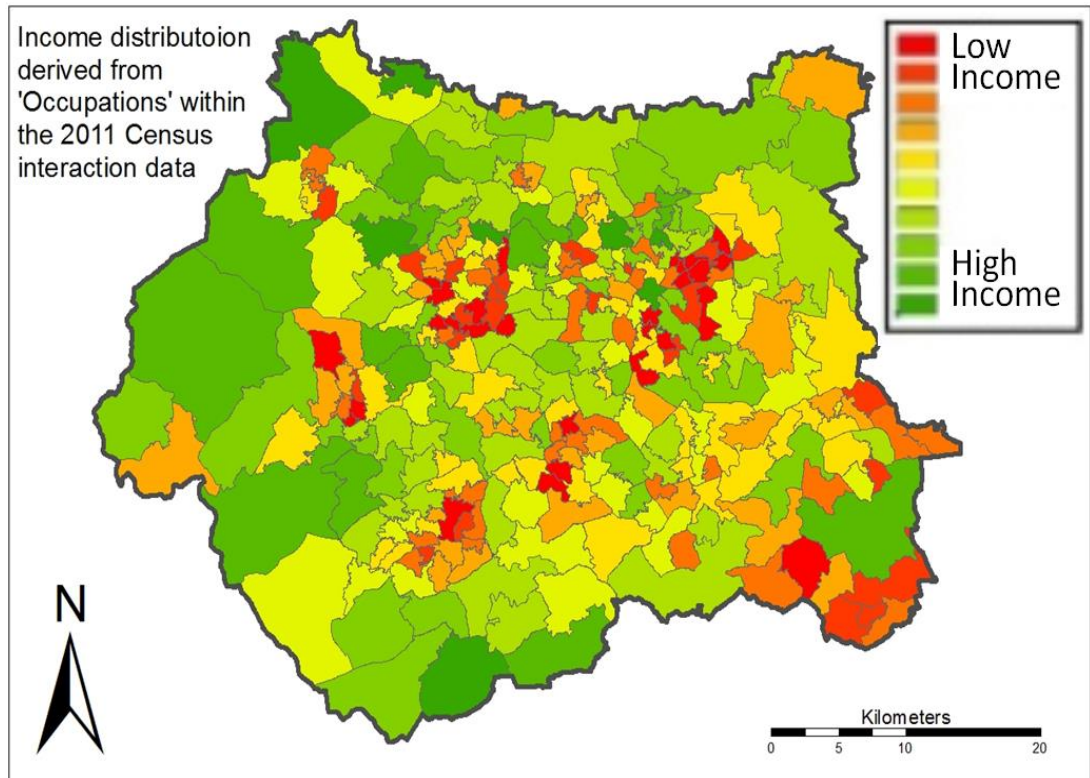 Income distributoion
derived from
'Occupations' within
the 2011 Census
interaction data
Low
Income
High
Income
N
Kilometers
0 5 10 20